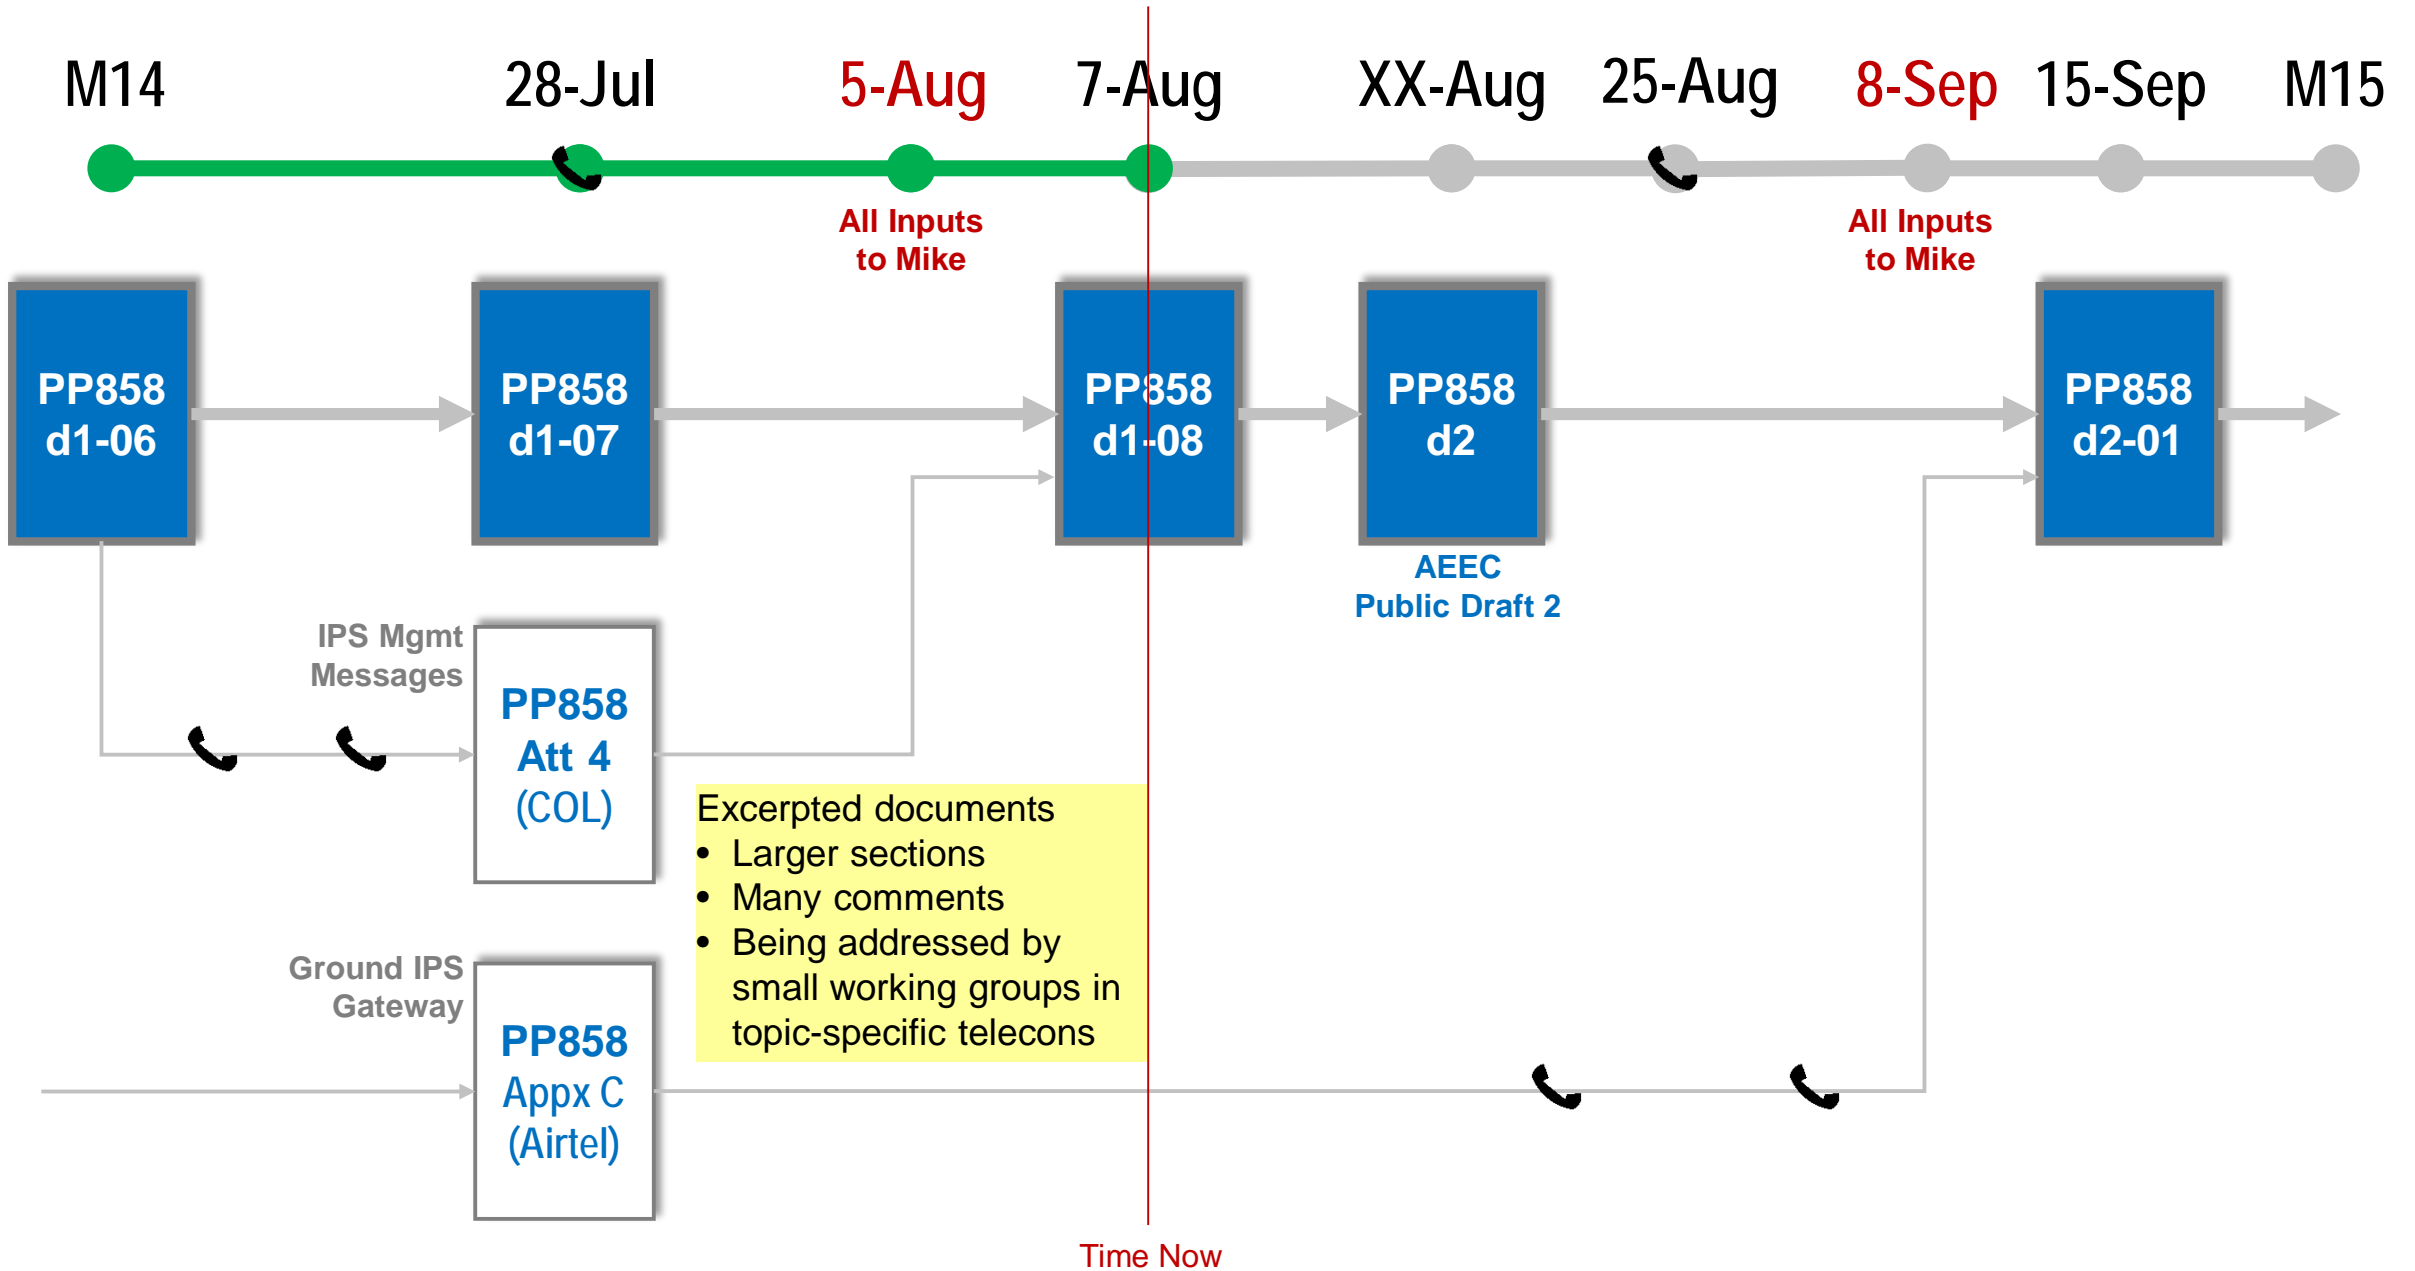 M14
28-Jul
5-Aug
7-Aug
XX-Aug
25-Aug
8-Sep
15-Sep
M15
All Inputs
to Mike
All Inputs
to Mike
PP858
d1-06
PP858
d1-07
PP858
d1-08
PP858
d2
PP858
d2-01
AEEC
Public Draft 2
IPS Mgmt
Messages
PP858
Att 4
(COL)
Excerpted documents
• Larger sections
• Many comments
• Being addressed by
small working groups in
topic-specific telecons
Ground IPS
Gateway
PP858
Appx C
(Airtel)
Time Now